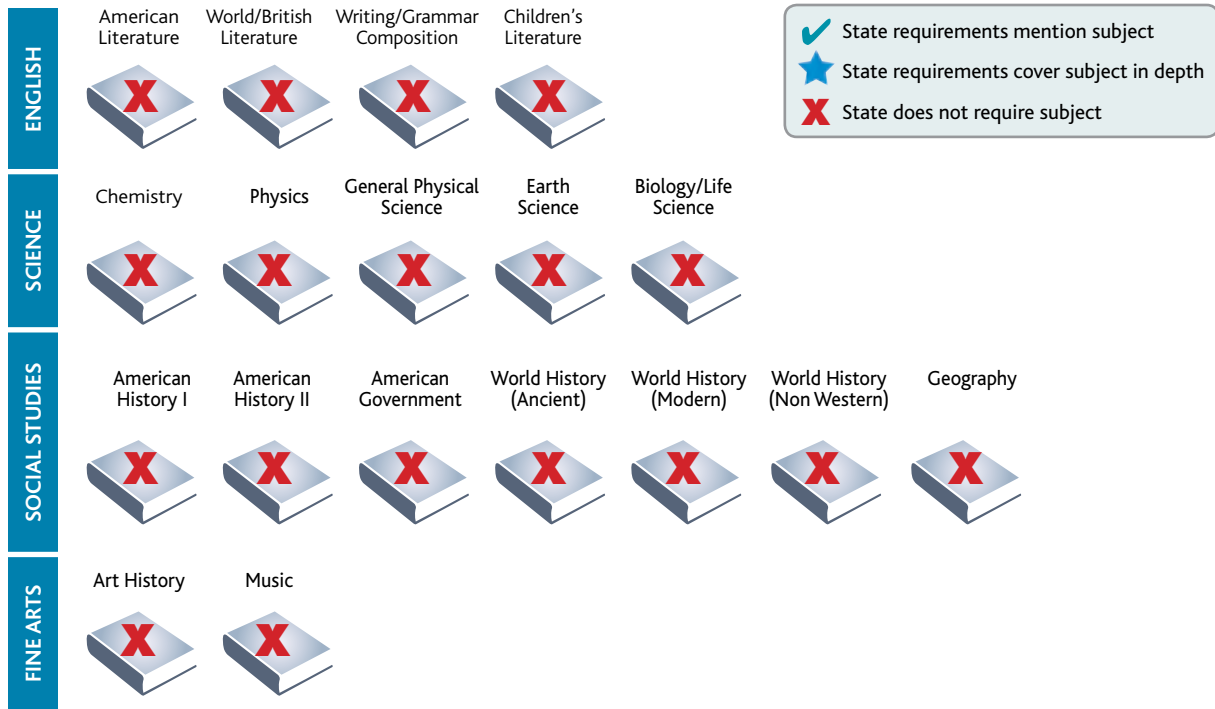 ENGLISH
American
Literature
World/British
Literature
Writing/Grammar
Composition
Children's
Literature
State requirements mention subject
State requirements cover subject in depth
State does not require subject
SCIENCE
Chemistry
Physics
General Physical
Science
Earth
Science
Biology/Life
Science
SOCIAL STUDIES
American
History I
American
History II
American
Government
World History
(Ancient)
World History
(Modern)
World History
(Non Western)
Geography
FINE ARTS
Art History
Music